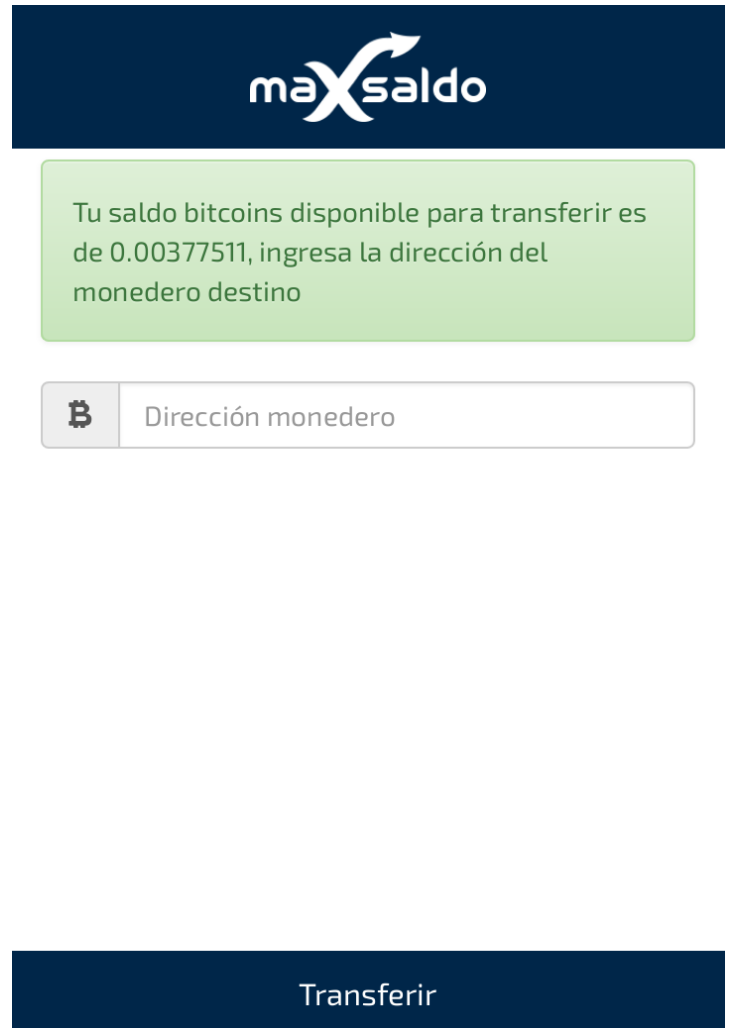 maxsaldo
Tu saldo bitcoins disponible para transferir es
de 0.00377511, ingresa la dirección del
monedero destino
Dirección monedero
Transferir